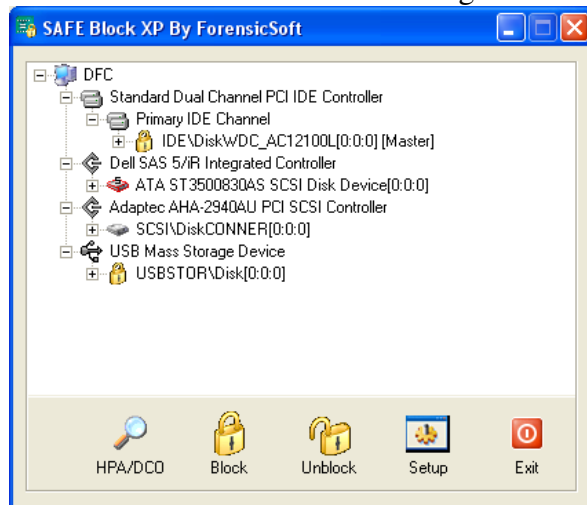 SAFE Block XP By ForensicSoft
DFC
Standard Dual Channel PCI IDE Controller
Primary IDE Channel
IDE\DiskWDC_AC12100L[0:0:0] [Master]
Dell SAS 5/iR Integrated Controller
ATA ST3500830AS SCSI Disk Device[0:0:0]
Adaptec AHA-2940AU PCI SCSI Controller
SCSI\DiskCONNER[0:0:0]
USB Mass Storage Device
USBSTOR\Disk[0:0:0]
HPA/DCO Block Unblock Setup Exit